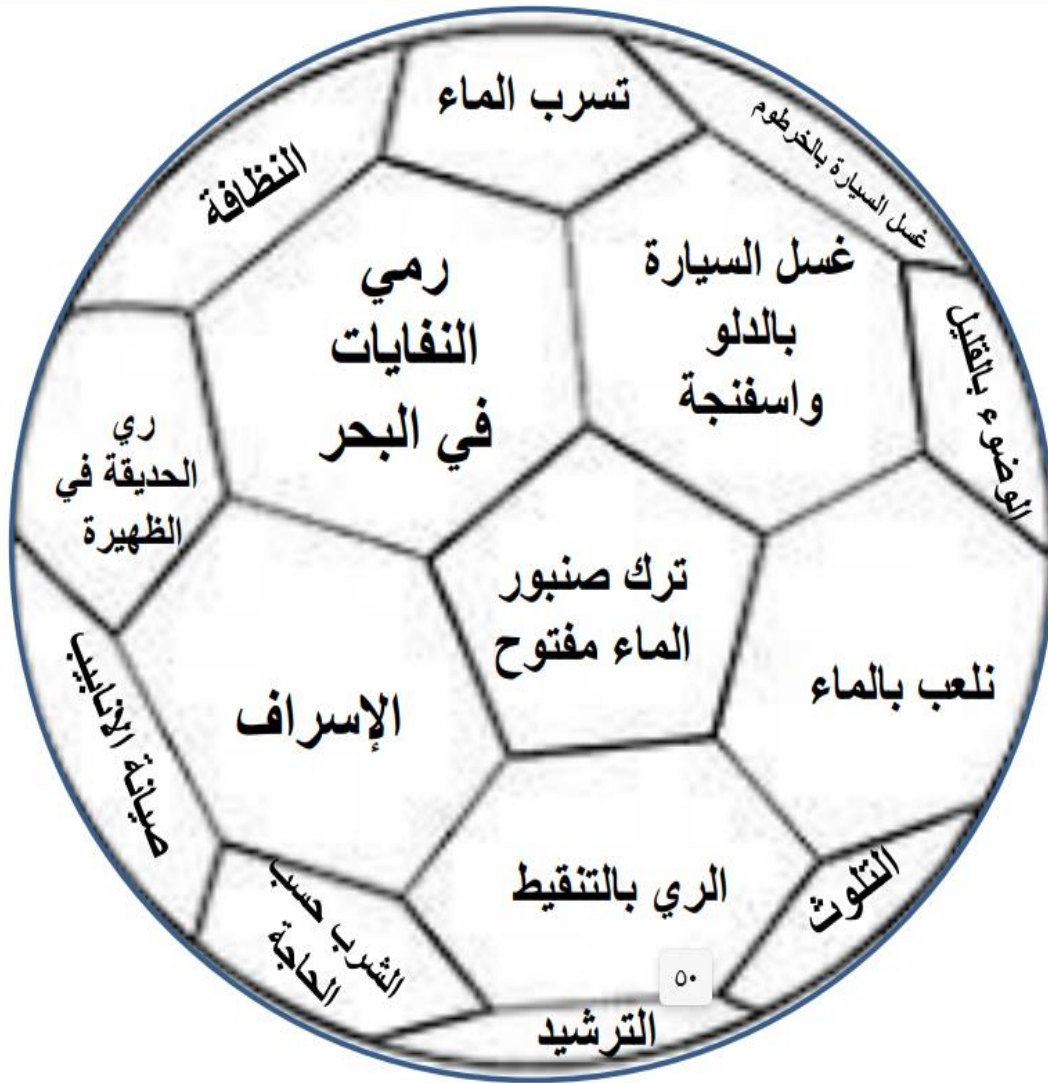 تسرب الماء
غسل السيارة بالخرطوم
النظافة
غسل السيارة
بالدلو
واسفنجة
رمي
النفايات
في البحر
الوضوء بالقليل
ري
الحديقة في
الظهيرة
ترك صنبور
الماء مفتوح
نلعب بالماء
الإسراف
صيانة الانابيب
الري بالتنقيط
التلوث
الشرب حسب
الحاجة
٥٠
الترشيد